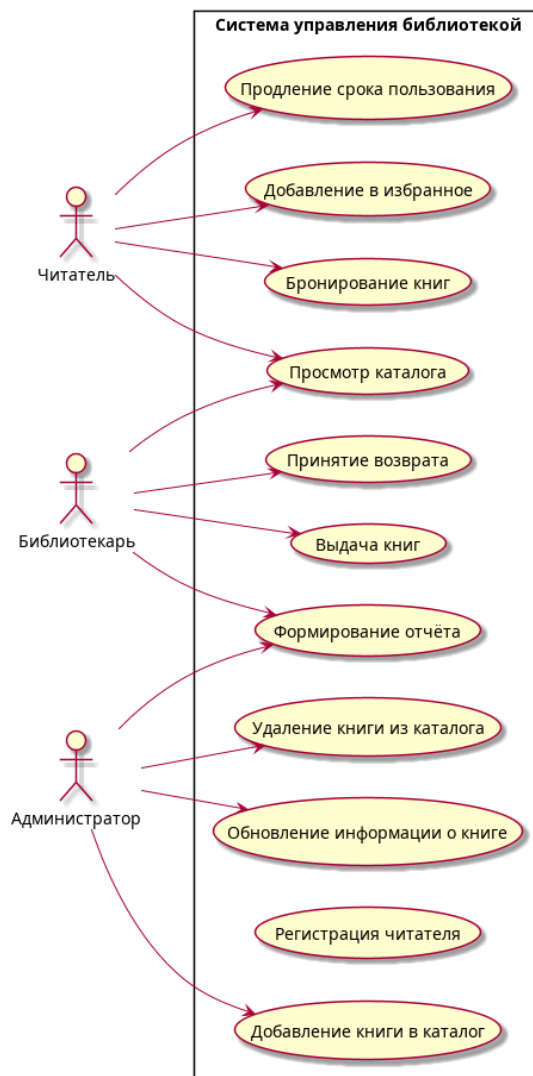 Система управления библиотекой
Продление срока пользования
Добавление в избранное
Читатель
Бронирование книг
Просмотр каталога
Принятие возврата
Библиотекарь
Выдача книг
Формирование отчёта
Удаление книги из каталога
Администратор
Обновление информации о книге
Регистрация читателя
Добавление книги в каталог